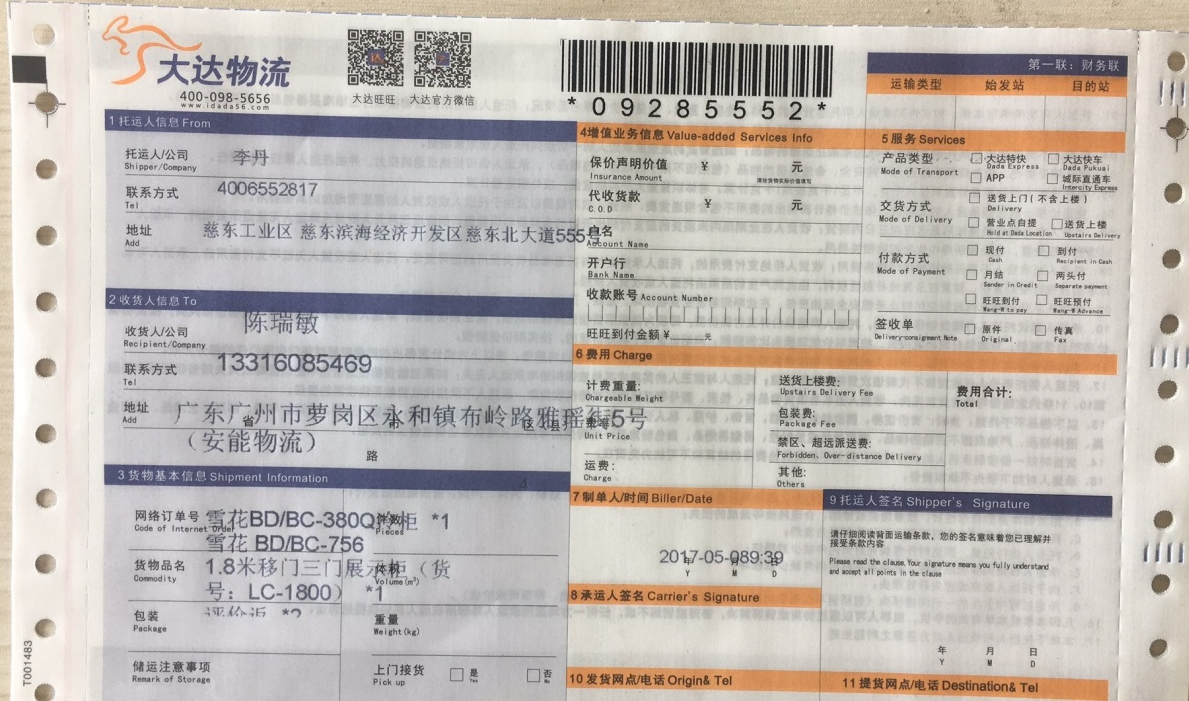 大达物流
400-098-5656
www.idada56.com
大达旺旺 大达官方微信
*092855552*
第一联：财务联
运输类型 始发站 目的站
1 托运人信息 From
托运人/公司 李丹
Shipper/Company
联系方式 4006552817
Tel
地址 慈东工业区 慈东滨海经济开发区慈东北大道555号
Add
2 收货人信息 To
收货人/公司 陈瑞敏
Recipient/Company
联系方式 13316085469
Tel
地址 广东广州市萝岗区永和镇布岭路雅瑶街5号
Add 省 市 区\县
（安能物流）
路
3 货物基本信息 Shipment Information
网络订单号 雪花BD/BC-380Q 柜 *1
Code of Internet Order
件数
Pieces
雪花 BD/BC-756
货物品名 1.8米移门三门展示柜（货
Commodity
号：LC-1800） *1
体积
Volume(m³)
包装 评价返 *2
Package
重量
Weight(kg)
储运注意事项
Remark of Storage
上门接货 是 否
Pick up Yes No
4增值业务信息 Value-added Services Info
保价声明价值 ￥ 元
Insurance Amount 请按货物实际价值填写
代收货款 ￥ 元
C.O.D
户名
Account Name
开户行
Bank Name
收款账号 Account Number
旺旺到付金额￥ 元
5 服务 Services
产品类型 大达特快 大达快车
Mode of Transport Dada Express Dada Pukuai
APP 城际直通车
Intercity Express
交货方式 送货上门(不含上楼)
Mode of Delivery Delivery
营业点自提 送货上楼
Hold at Dada Location Upstairs Delivery
付款方式 现付 到付
Mode of Payment Cash Recipient in Cash
月结 两头付
Sender in Credit Separate payment
旺旺到付 旺旺预付
Wang-W to pay Wang-W Advance
签收单 原件 传真
Delivery-consignment Note Original Fax
6 费用 Charge
计费重量:
Chargeable Weight
费率:
Unit Price
运费:
Charge
送货上楼费:
Upstairs Delivery Fee
包装费:
Package Fee
禁区、超远派送费:
Forbidden、Over-distance Delivery
其他:
Others
费用合计:
Total
7 制单人/时间 Biller/Date
2017-05-089:39
年 月 日
Y M D
8 承运人签名 Carrier's Signature
9 托运人签名 Shipper's Signature
请仔细阅读背面运输条款，您的签名意味着您已理解并
接受条款内容
Please read the clause, Your signature means you fully understand
and accept all points in the clause
年 月 日
Y M D
10 发货网点/电话 Origin& Tel
11 提货网点/电话 Destination& Tel
T001483